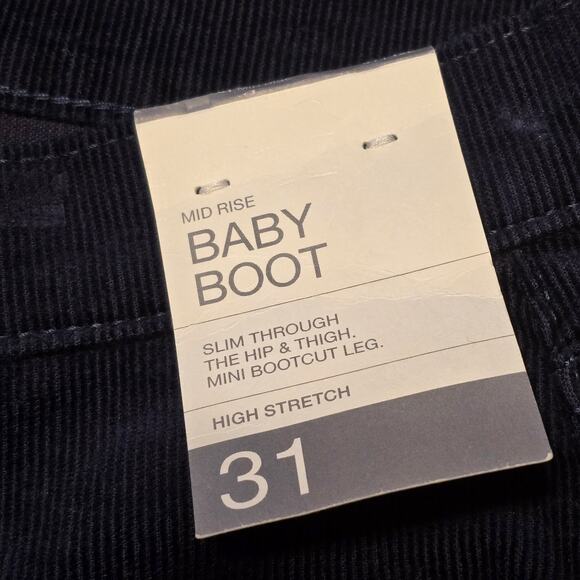 MID RISE
BABY
BOOT
SLIM THROUGH
THE HIP & THIGH.
MINI BOOTCUT LEG.
HIGH STRETCH
31